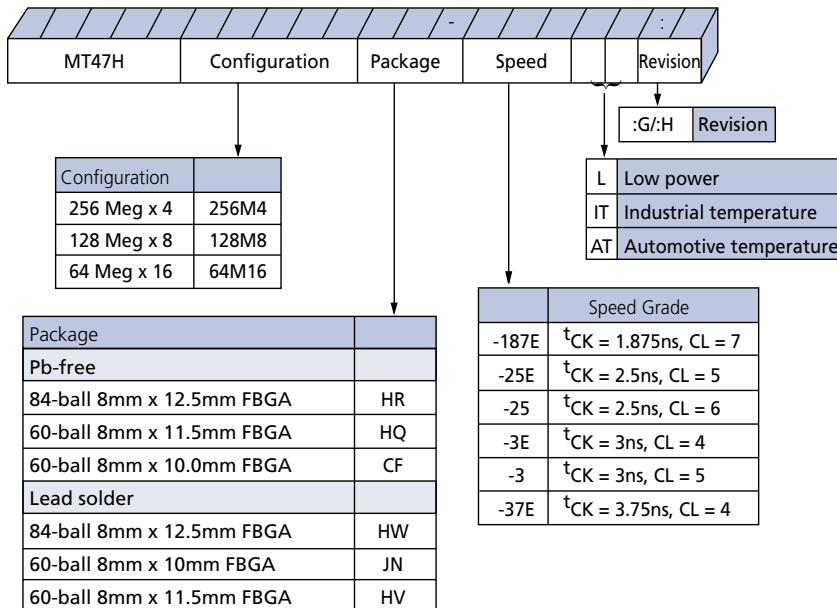 - :
MT47H Configuration Package Speed Revision
:G/:H Revision
Configuration
256 Meg x 4 256M4
128 Meg x 8 128M8
64 Meg x 16 64M16
L Low power
IT Industrial temperature
AT Automotive temperature
Package
Pb-free
84-ball 8mm x 12.5mm FBGA HR
60-ball 8mm x 11.5mm FBGA HQ
60-ball 8mm x 10.0mm FBGA CF
Lead solder
84-ball 8mm x 12.5mm FBGA HW
60-ball 8mm x 10mm FBGA JN
60-ball 8mm x 11.5mm FBGA HV
Speed Grade
-187E tCK = 1.875ns, CL = 7
-25E tCK = 2.5ns, CL = 5
-25 tCK = 2.5ns, CL = 6
-3E tCK = 3ns, CL = 4
-3 tCK = 3ns, CL = 5
-37E tCK = 3.75ns, CL = 4